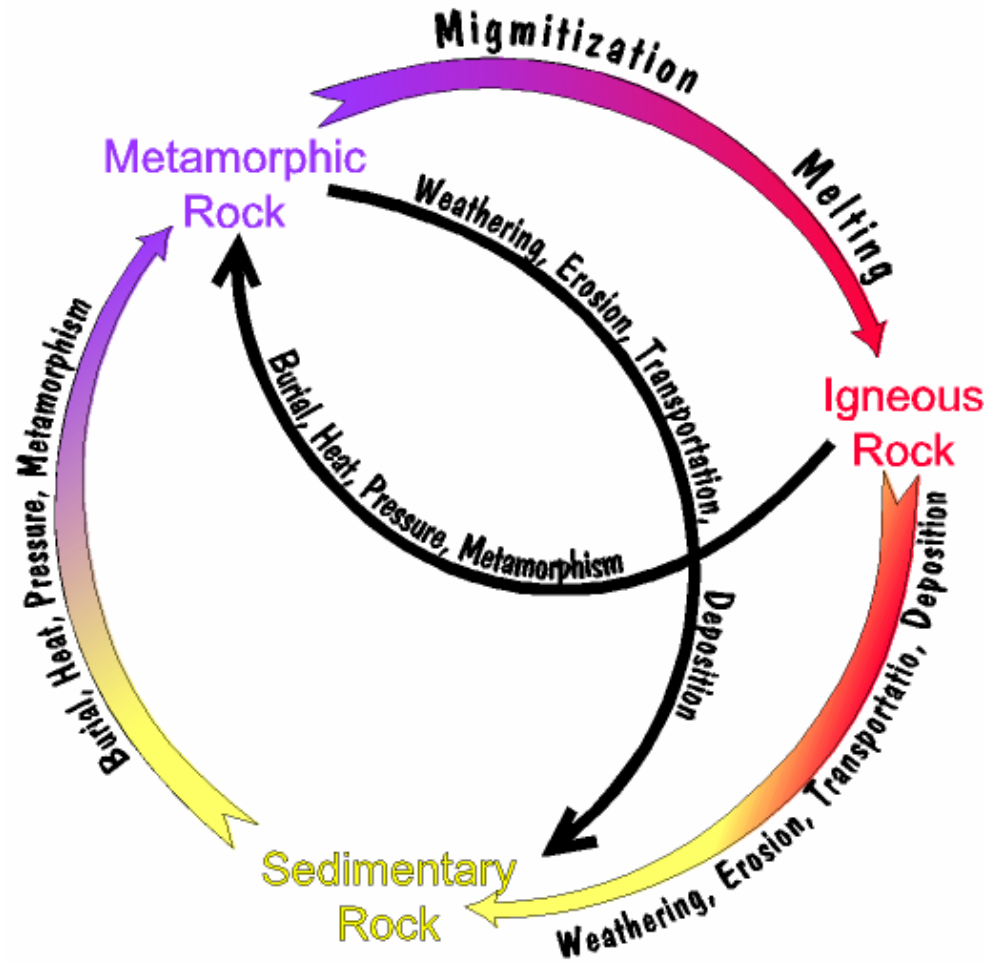 Migmitization
Melting
Metamorphic
Rock
Weathering, Erosion, Transportation,
Deposition
Burial, Heat, Pressure, Metamorphism
Igneous
Rock
Burial, Heat, Pressure, Metamorphism
Weathering, Erosion, Transportatio, Deposition
Sedimentary
Rock